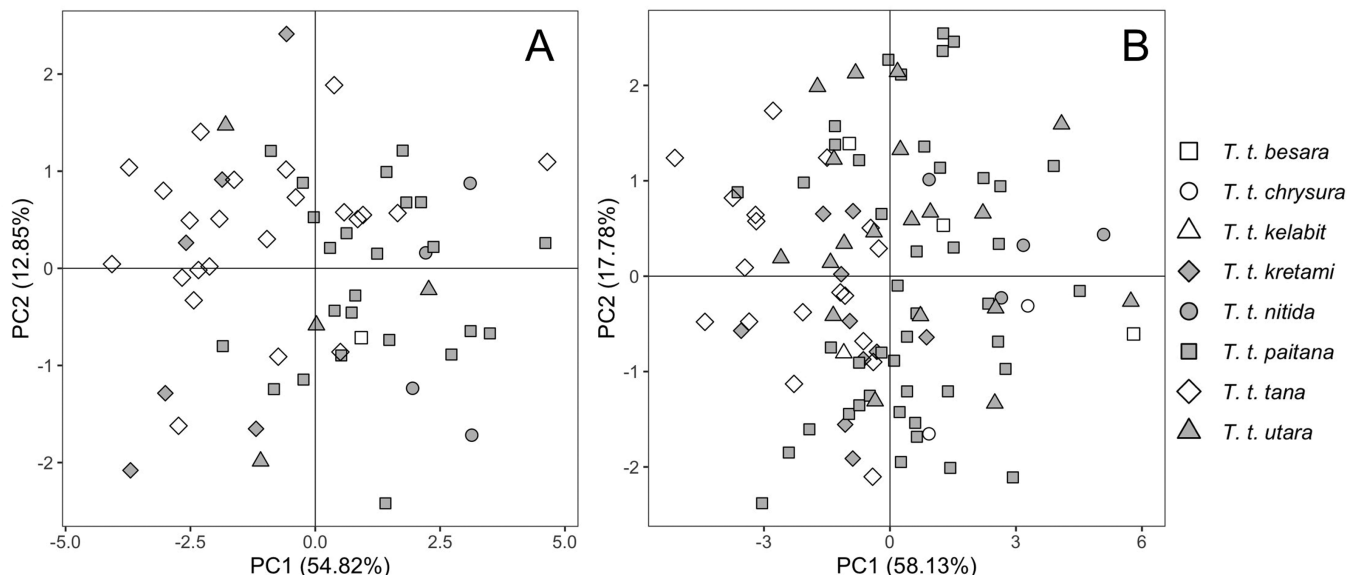 A
B
2
1
0
-1
-2
PC2 (12.85%)
-5.0 -2.5 0.0 2.5 5.0
PC1 (54.82%)
2
1
0
-1
-2
PC2 (17.78%)
-3 0 3 6
PC1 (58.13%)
T. t. besara
T. t. chrysura
T. t. kelabit
T. t. kretami
T. t. nitida
T. t. paitana
T. t. tana
T. t. utara